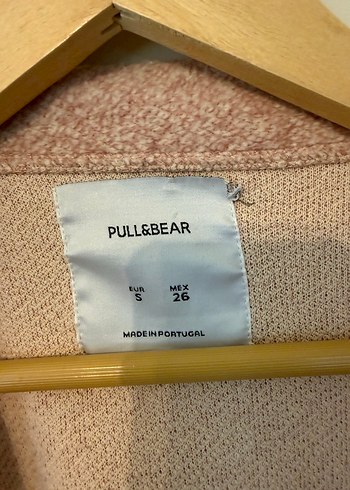 PULL&BEAR
EUR MEX
S 26
MADE IN PORTUGAL